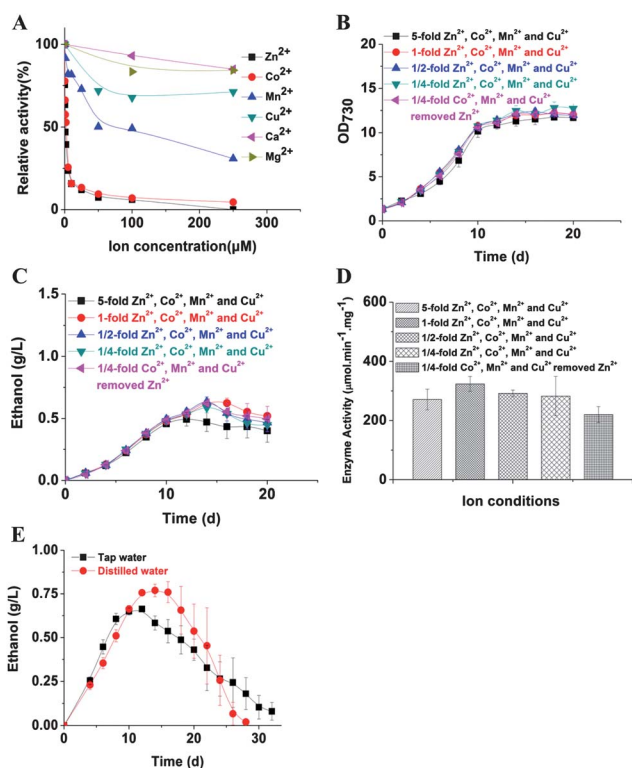 A
Relative activity(%)
100
75
50
25
0
0 100 200 300
Ion concentration(μM)
Zn²⁺
Co²⁺
Mn²⁺
Cu²⁺
Ca²⁺
Mg²⁺
B
OD730
20
15
10
5
0
0 5 10 15 20
Time (d)
5-fold Zn²⁺, Co²⁺, Mn²⁺ and Cu²⁺
1-fold Zn²⁺, Co²⁺, Mn²⁺ and Cu²⁺
1/2-fold Zn²⁺, Co²⁺, Mn²⁺ and Cu²⁺
1/4-fold Zn²⁺, Co²⁺, Mn²⁺ and Cu²⁺
1/4-fold Co²⁺, Mn²⁺ and Cu²⁺
removed Zn²⁺
C
Ethanol (g/L)
1.5
1.0
0.5
0.0
0 10 20
Time (d)
5-fold Zn²⁺, Co²⁺, Mn²⁺ and Cu²⁺
1-fold Zn²⁺, Co²⁺, Mn²⁺ and Cu²⁺
1/2-fold Zn²⁺, Co²⁺, Mn²⁺ and Cu²⁺
1/4-fold Zn²⁺, Co²⁺, Mn²⁺ and Cu²⁺
1/4-fold Co²⁺, Mn²⁺ and Cu²⁺
removed Zn²⁺
D
Enzyme Activity (μmol.min⁻¹.mg⁻¹)
600
300
0
5-fold Zn²⁺, Co²⁺, Mn²⁺ and Cu²⁺
1-fold Zn²⁺, Co²⁺, Mn²⁺ and Cu²⁺
1/2-fold Zn²⁺, Co²⁺, Mn²⁺ and Cu²⁺
1/4-fold Zn²⁺, Co²⁺, Mn²⁺ and Cu²⁺
1/4-fold Co²⁺, Mn²⁺ and Cu²⁺ removed Zn²⁺
Ion conditions
E
Ethanol (g/L)
1.00
0.75
0.50
0.25
0.00
0 10 20 30
Time (d)
Tap water
Distilled water